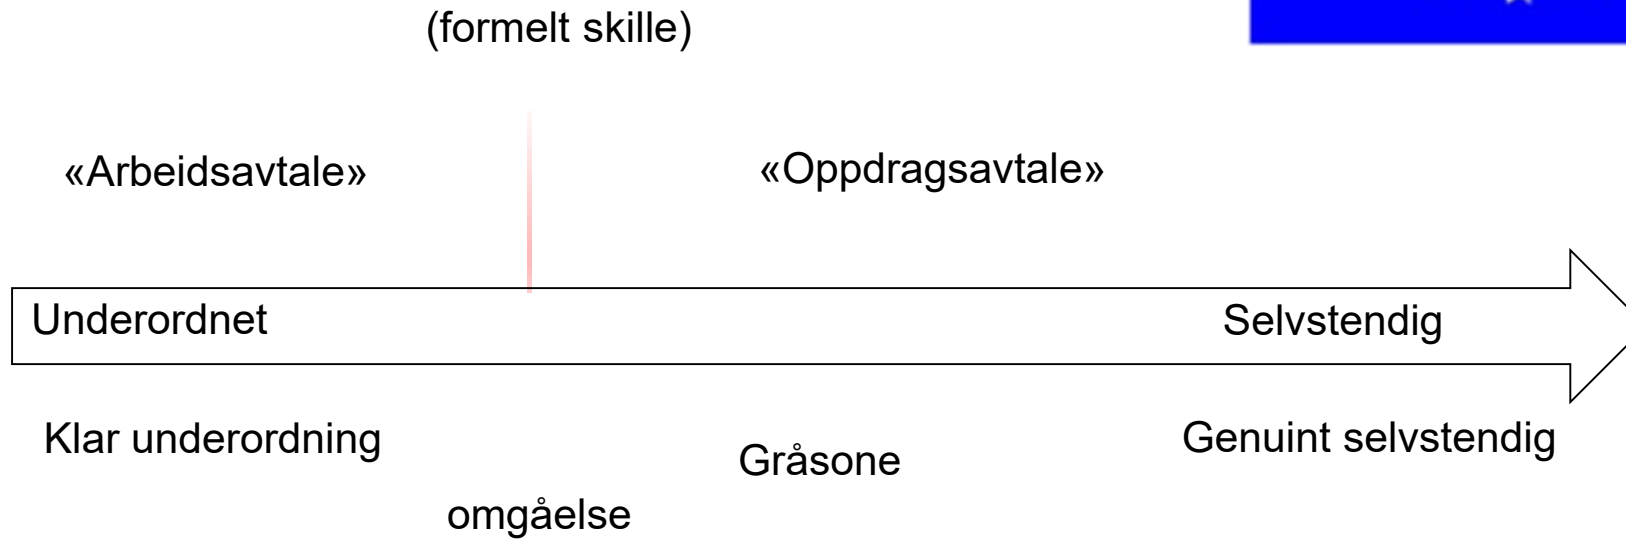 (formelt skille)
«Arbeidsavtale»
«Oppdragsavtale»
Underordnet
Selvstendig
Klar underordning
Gråsone
Genuint selvstendig
omgåelse